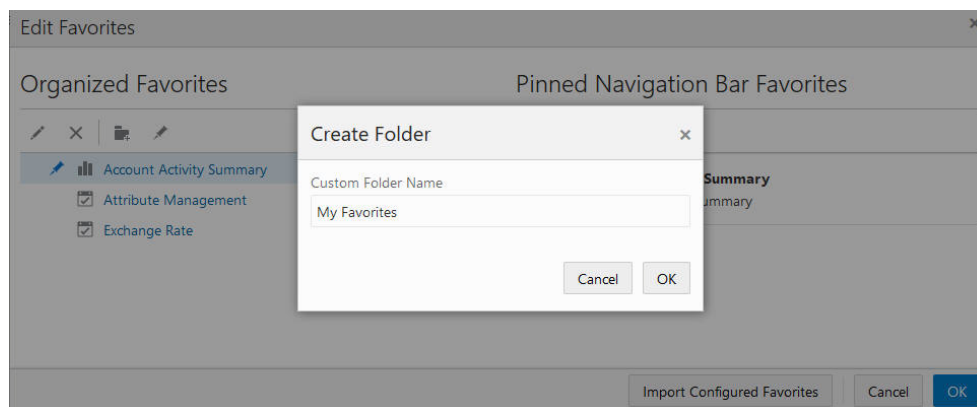 Edit Favorites
Organized Favorites
Pinned Navigation Bar Favorites
Create Folder
Custom Folder Name
My Favorites
Cancel OK
Account Activity Summary
Attribute Management
Exchange Rate
Summary
ummary
Import Configured Favorites Cancel OK